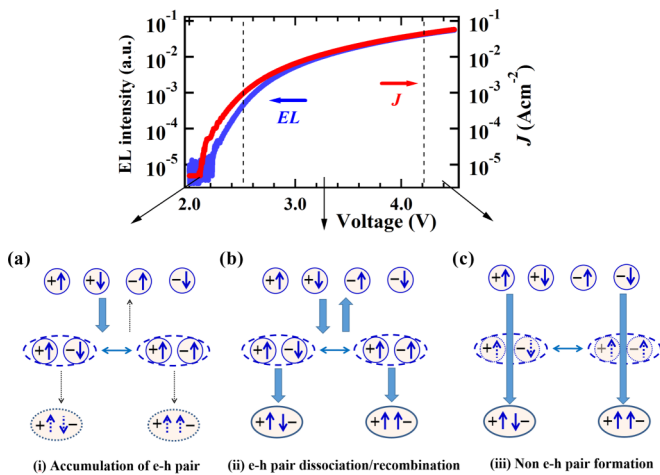 EL intensity (a.u.)
10⁻¹
10⁻²
10⁻³
10⁻⁴
10⁻⁵
EL
J
10⁻¹
10⁻²
10⁻³
10⁻⁴
10⁻⁵
J (Acm⁻²)
2.0 3.0 4.0
Voltage (V)
(a) (b) (c)
+ + − −
+ + − −
+ + − −
+ − + −
+ − + −
+ − + −
+ − + −
+ − + −
+ − + −
(i) Accumulation of e-h pair
(ii) e-h pair dissociation/recombination
(iii) Non e-h pair formation